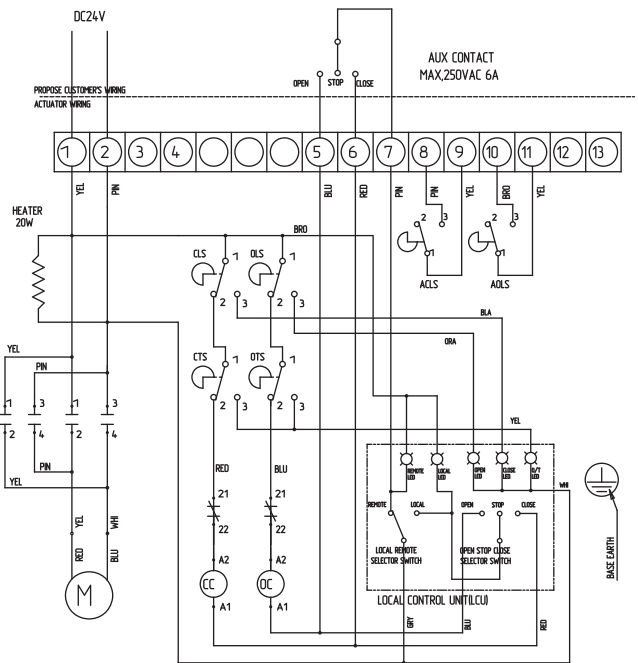 DC24V
AUX CONTACT
MAX,250VAC 6A
OPEN STOP CLOSE
PROPOSE CUSTOMER'S WIRING
ACTUATOR WIRING
1 2 3 4 5 6 7 8 9 10 11 12 13
YEL PIN BLU RED PIN PIN YEL BRO YEL
HEATER
20W
BRO
2 3 2 3
1 1
ACLS AOLS
CLS 1 OLS 1
2 3 2 3
BLA
ORA
YEL
PIN
CTS 1 OTS 1
2 3 2 3
1 3 1 3
2 4 2 4
YEL
PIN
YEL
RED BLU
REMOTE LED LOCAL LED OPEN LED CLOSE LED O/T LED
WHI
21 21
22 22
REMOTE LOCAL OPEN STOP CLOSE
YEL WHI
RED BLU
LOCAL REMOTE
SELECTOR SWITCH
OPEN STOP CLOSE
SELECTOR SWITCH
BASE EARTH
A2 A2
M CC OC
A1 A1
LOCAL CONTROL UNIT(LCU)
GRY BLU RED